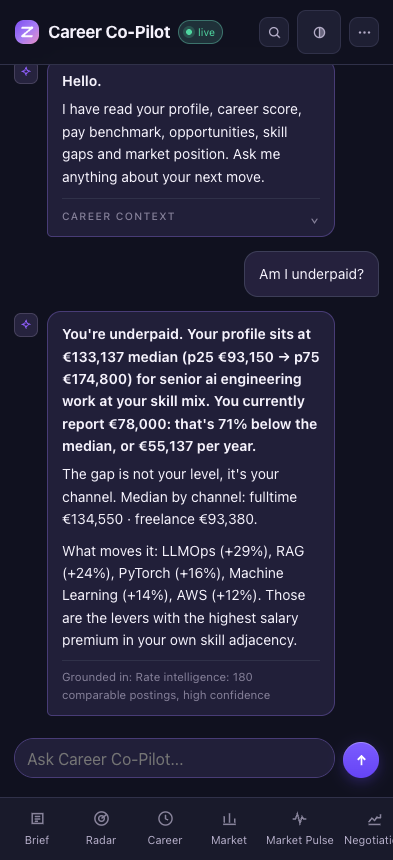 Career Co-Pilot
live
Hello.
I have read your profile, career score,
pay benchmark, opportunities, skill
gaps and market position. Ask me
anything about your next move.
CAREER CONTEXT
Am I underpaid?
You're underpaid. Your profile sits at
€133,137 median (p25 €93,150 → p75
€174,800) for senior ai engineering
work at your skill mix. You currently
report €78,000: that's 71% below the
median, or €55,137 per year.
The gap is not your level, it's your
channel. Median by channel: fulltime
€134,550 · freelance €93,380.
What moves it: LLMOps (+29%), RAG
(+24%), PyTorch (+16%), Machine
Learning (+14%), AWS (+12%). Those
are the levers with the highest salary
premium in your own skill adjacency.
Grounded in: Rate intelligence: 180
comparable postings, high confidence
Ask Career Co-Pilot...
Brief Radar Career Market Market Pulse Negotiati